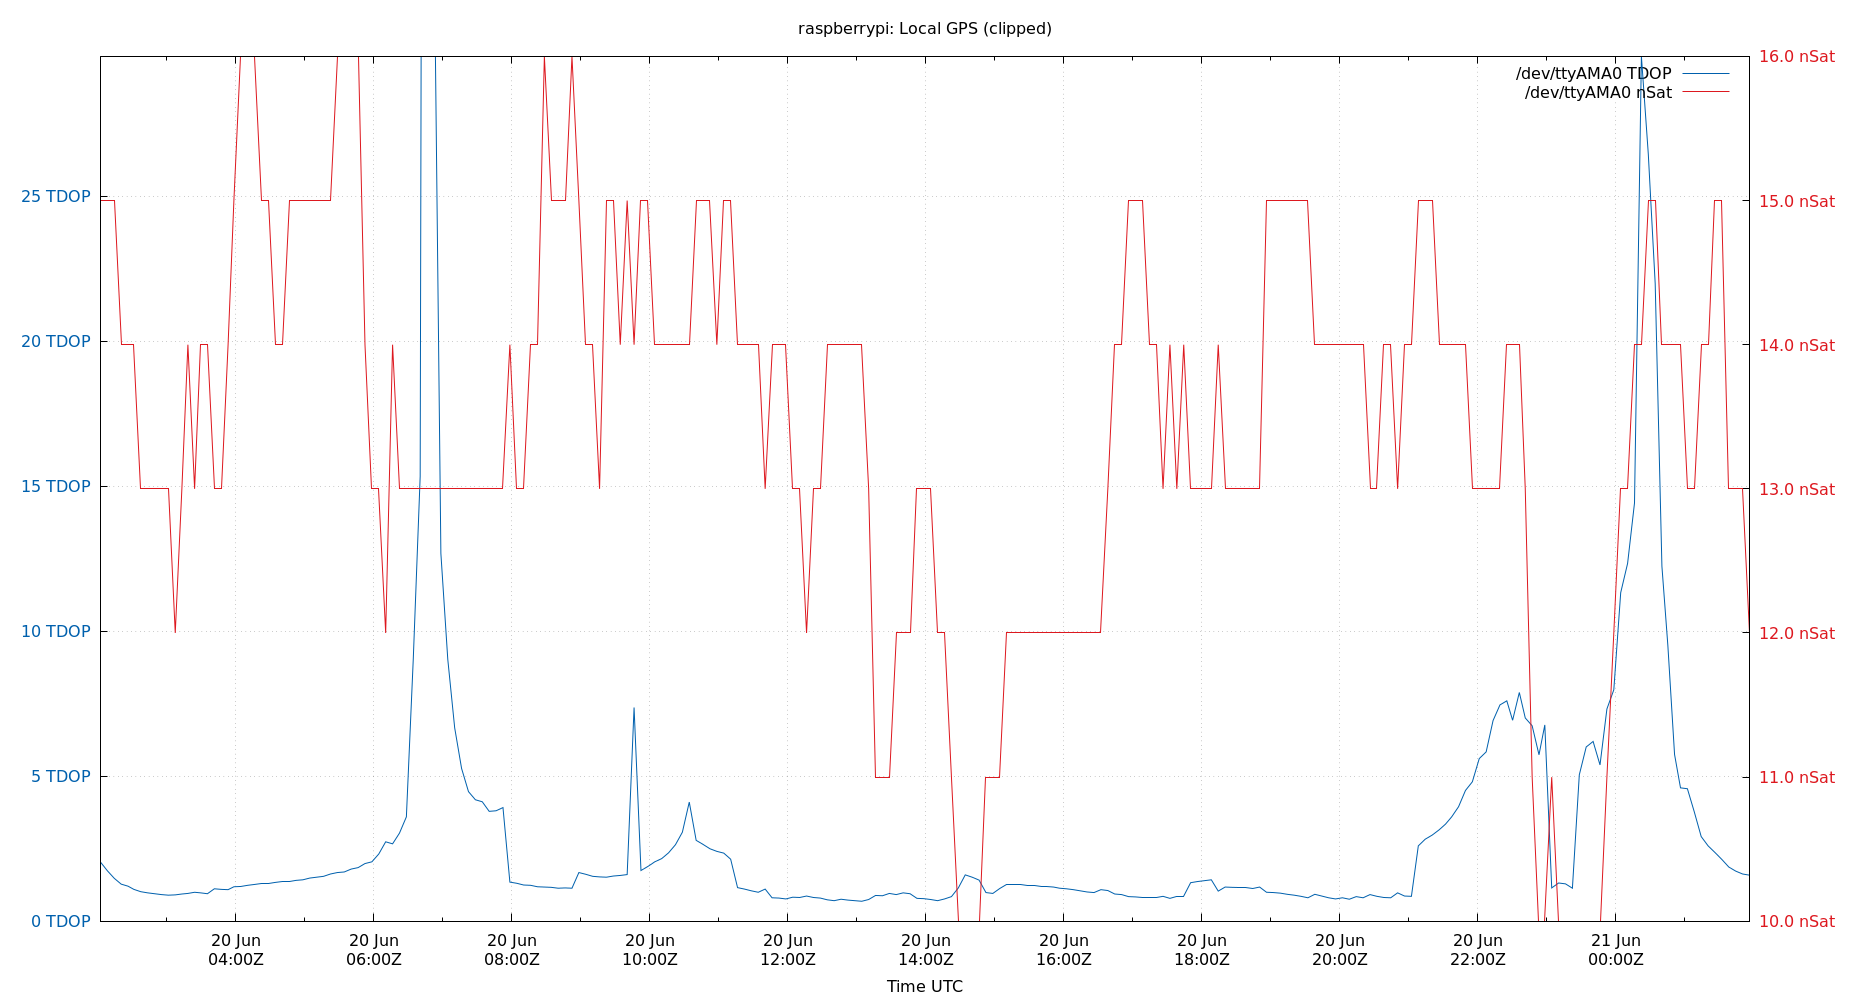 raspberrypi: Local GPS (clipped)
16.0 nSat
/dev/ttyAMA0 TDOP
/dev/ttyAMA0 nSat
25 TDOP
15.0 nSat
20 TDOP
14.0 nSat
15 TDOP
13.0 nSat
10 TDOP
12.0 nSat
5 TDOP
11.0 nSat
0 TDOP
10.0 nSat
20 Jun 20 Jun 20 Jun 20 Jun 20 Jun 20 Jun 20 Jun 20 Jun 20 Jun 20 Jun 21 Jun
04:00Z 06:00Z 08:00Z 10:00Z 12:00Z 14:00Z 16:00Z 18:00Z 20:00Z 22:00Z 00:00Z
Time UTC